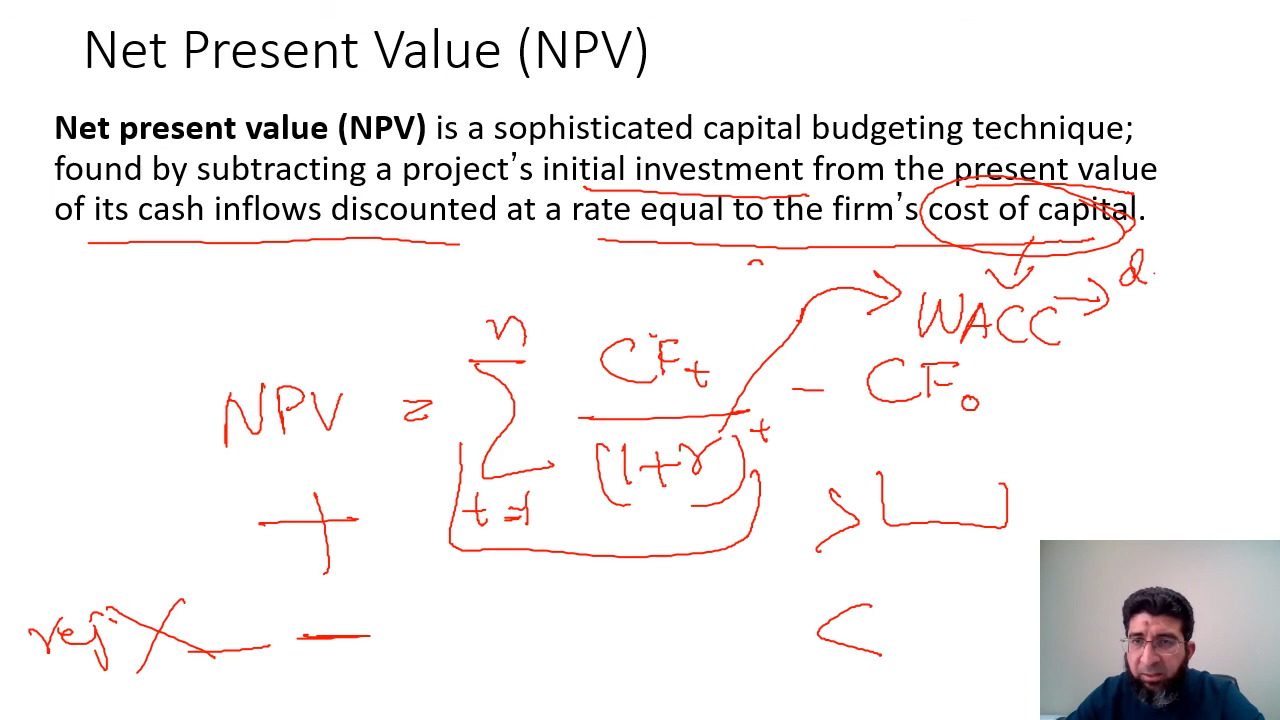 Net Present Value (NPV)
Net present value (NPV) is a sophisticated capital budgeting technique;
found by subtracting a project’s initial investment from the present value
of its cash inflows discounted at a rate equal to the firm’s cost of capital.
WACC → d.
NPV = n ∑ t=1 CFt / (1+r)^t - CF0
+ >
rej. - <